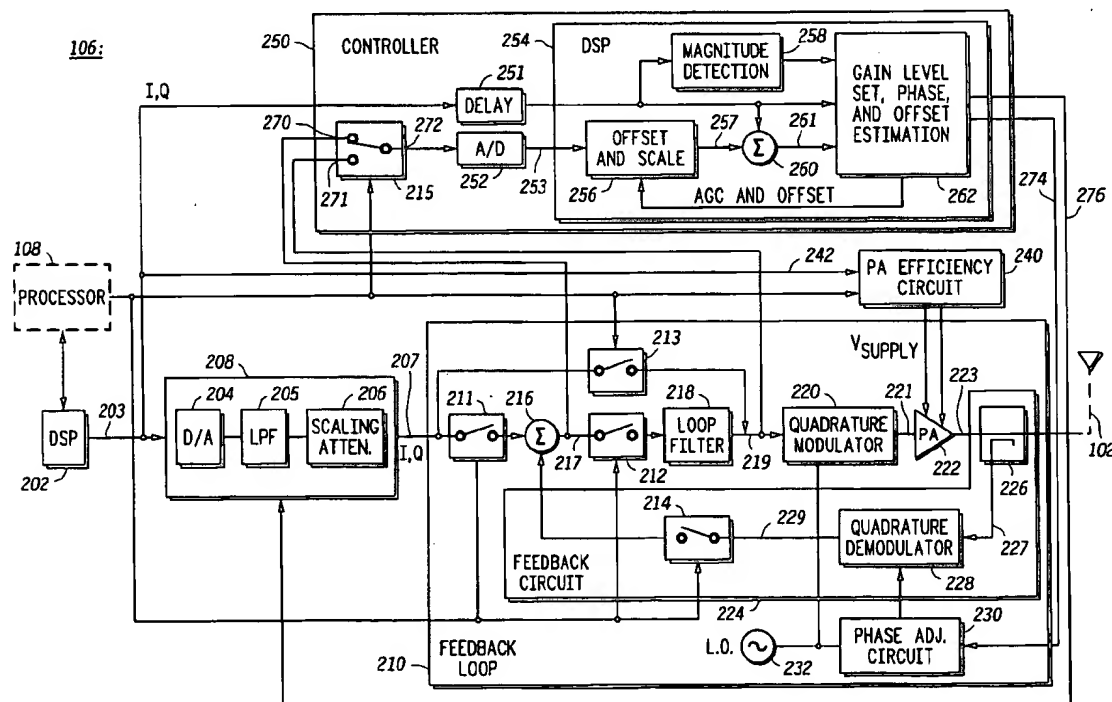 106:
250
CONTROLLER
254
DSP
MAGNITUDE
DETECTION
258
GAIN LEVEL
SET, PHASE,
AND OFFSET
ESTIMATION
262
I,Q
251
DELAY
270
271
272
215
A/D
252
253
OFFSET
AND SCALE
256
257
Σ
260
261
AGC AND OFFSET
274
276
108
PROCESSOR
242
PA EFFICIENCY
CIRCUIT
240
VSUPPLY
DSP
202
203
208
204
D/A
205
LPF
206
SCALING
ATTEN.
207
I,Q
211
216
Σ
213
217
212
218
LOOP
FILTER
219
220
QUADRATURE
MODULATOR
221
PA
222
223
226
102
214
229
QUADRATURE
DEMODULATOR
228
227
FEEDBACK
CIRCUIT
224
FEEDBACK
LOOP
210
L.O.
232
PHASE ADJ.
CIRCUIT
230